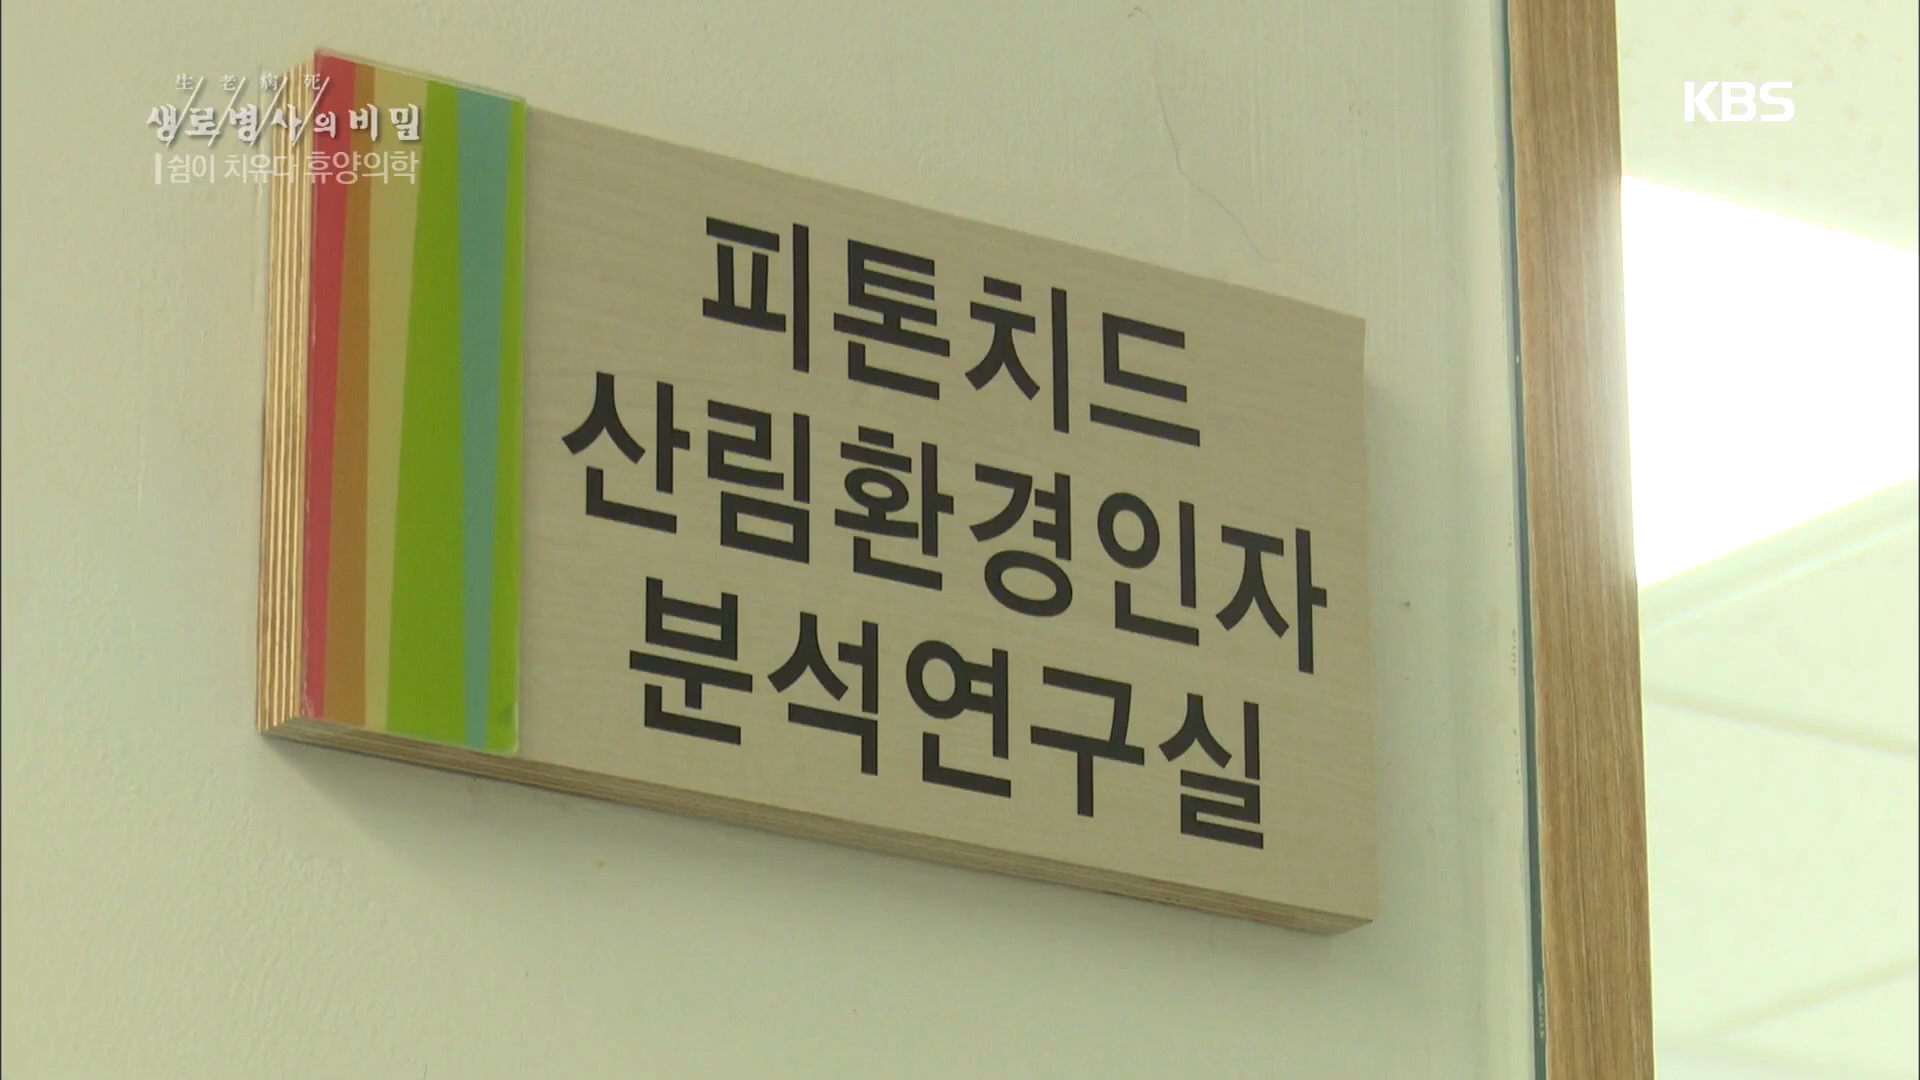 生老病死
생로병사의 비밀
쉼이 치유다 휴양의학
KBS
피톤치드
산림환경인자
분석연구실